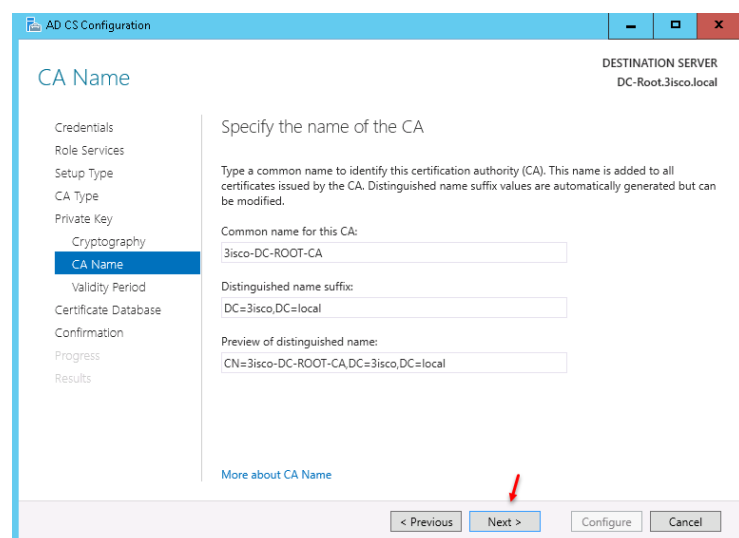 AD CS Configuration
DESTINATION SERVER
DC-Root.3isco.local
CA Name
Credentials
Role Services
Setup Type
CA Type
Private Key
Cryptography
CA Name
Validity Period
Certificate Database
Confirmation
Progress
Results
Specify the name of the CA
Type a common name to identify this certification authority (CA). This name is added to all
certificates issued by the CA. Distinguished name suffix values are automatically generated but can
be modified.
Common name for this CA:
3isco-DC-ROOT-CA
Distinguished name suffix:
DC=3isco,DC=local
Preview of distinguished name:
CN=3isco-DC-ROOT-CA,DC=3isco,DC=local
More about CA Name
< Previous
Next >
Configure
Cancel